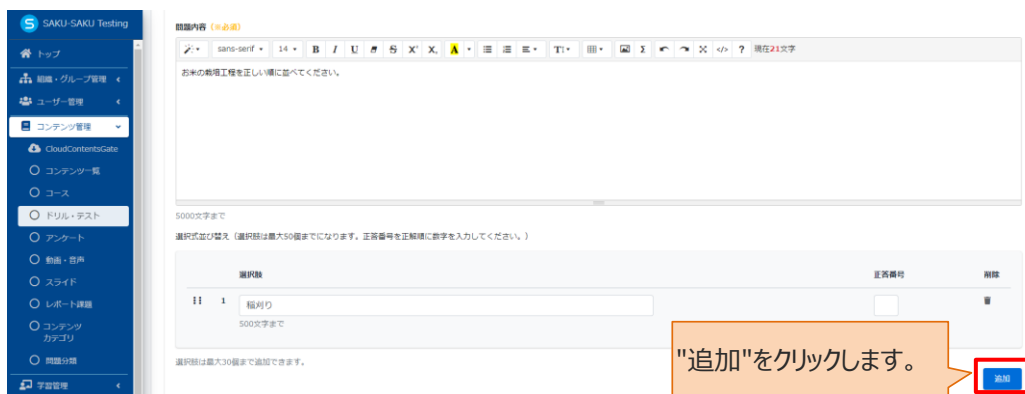 SAKU-SAKU Testing
トップ
組織・グループ管理
ユーザー管理
コンテンツ管理
CloudContentsGate
コンテンツ一覧
コース
ドリル・テスト
アンケート
動画・音声
スライド
レポート課題
コンテンツ
カテゴリ
問題分類
学習管理
問題内容 (※必須)
sans-serif 14 B I U S X X A T ? 現在21文字
お米の栽培工程を正しい順に並べてください。
5000文字まで
選択式並び替え（選択肢は最大50個までになります。正答番号を正解順に数字を入力してください。）
選択肢 正答番号 削除
1 稲刈り
500文字まで
選択肢は最大30個まで追加できます。
"追加"をクリックします。
追加